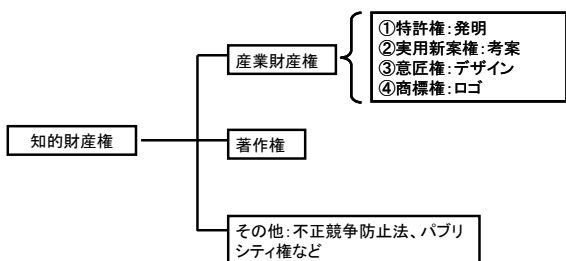 ①特許権：発明
②実用新案権：考案
③意匠権：デザイン
④商標権：ロゴ
産業財産権
知的財産権
著作権
その他：不正競争防止法、パブリ
シティ権など